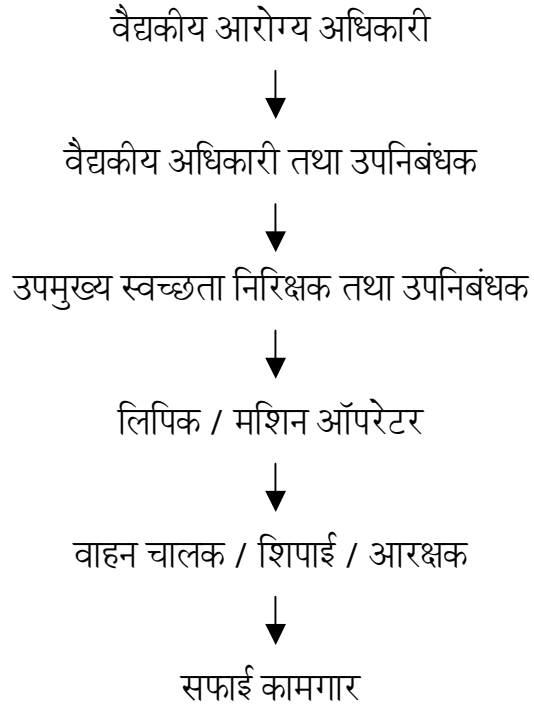 वैद्यकीय आरोग्य अधिकारी
वैद्यकीय अधिकारी तथा उपनिबंधक
उपमुख्य स्वच्छता निरिक्षक तथा उपनिबंधक
लिपिक / मशिन ऑपरेटर
वाहन चालक / शिपाई / आरक्षक
सफाई कामगार